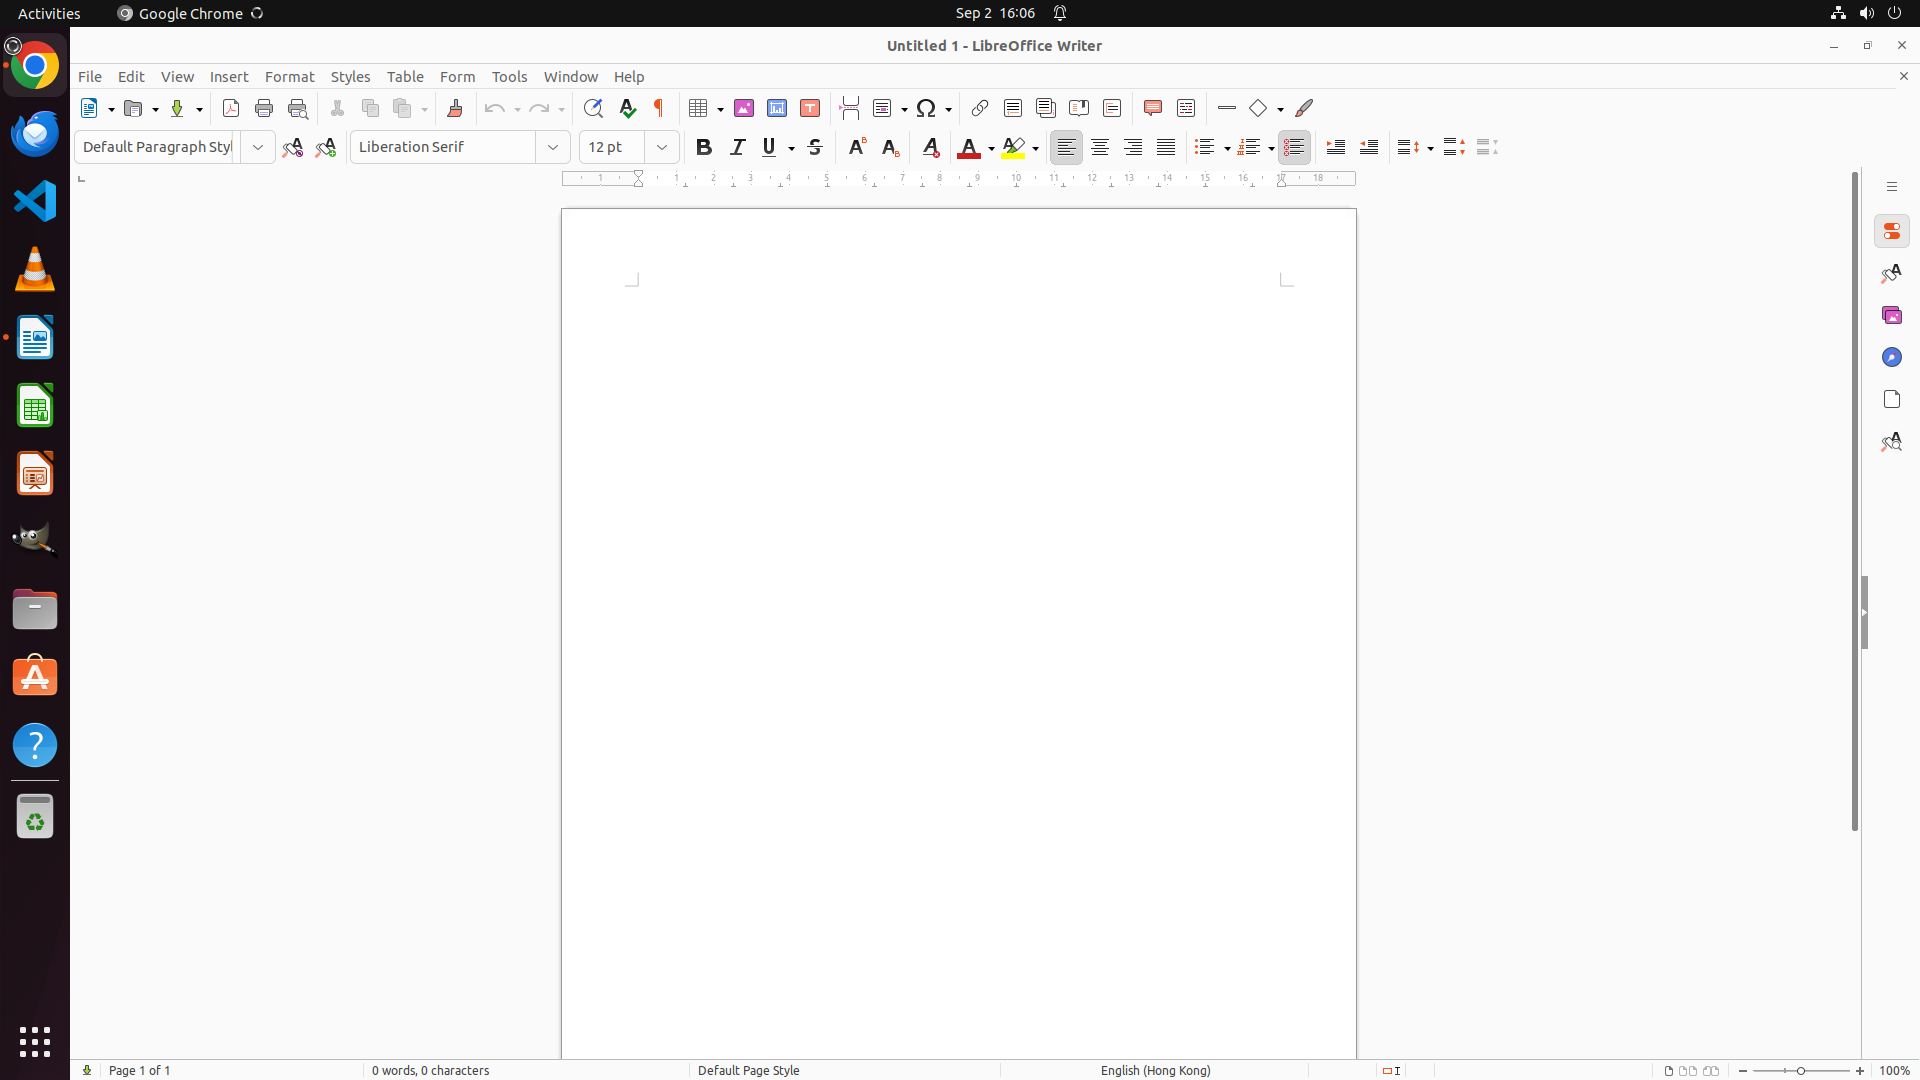 Activities
Google Chrome
Sep 2 16:06
Untitled 1 - LibreOffice Writer
File Edit View Insert Format Styles Table Form Tools Window Help
Default Paragraph Styl
Liberation Serif
12 pt
1 1 2 3 4 5 6 7 8 9 10 11 12 13 14 15 16 17 18
Page 1 of 1
0 words, 0 characters
Default Page Style
English (Hong Kong)
100%